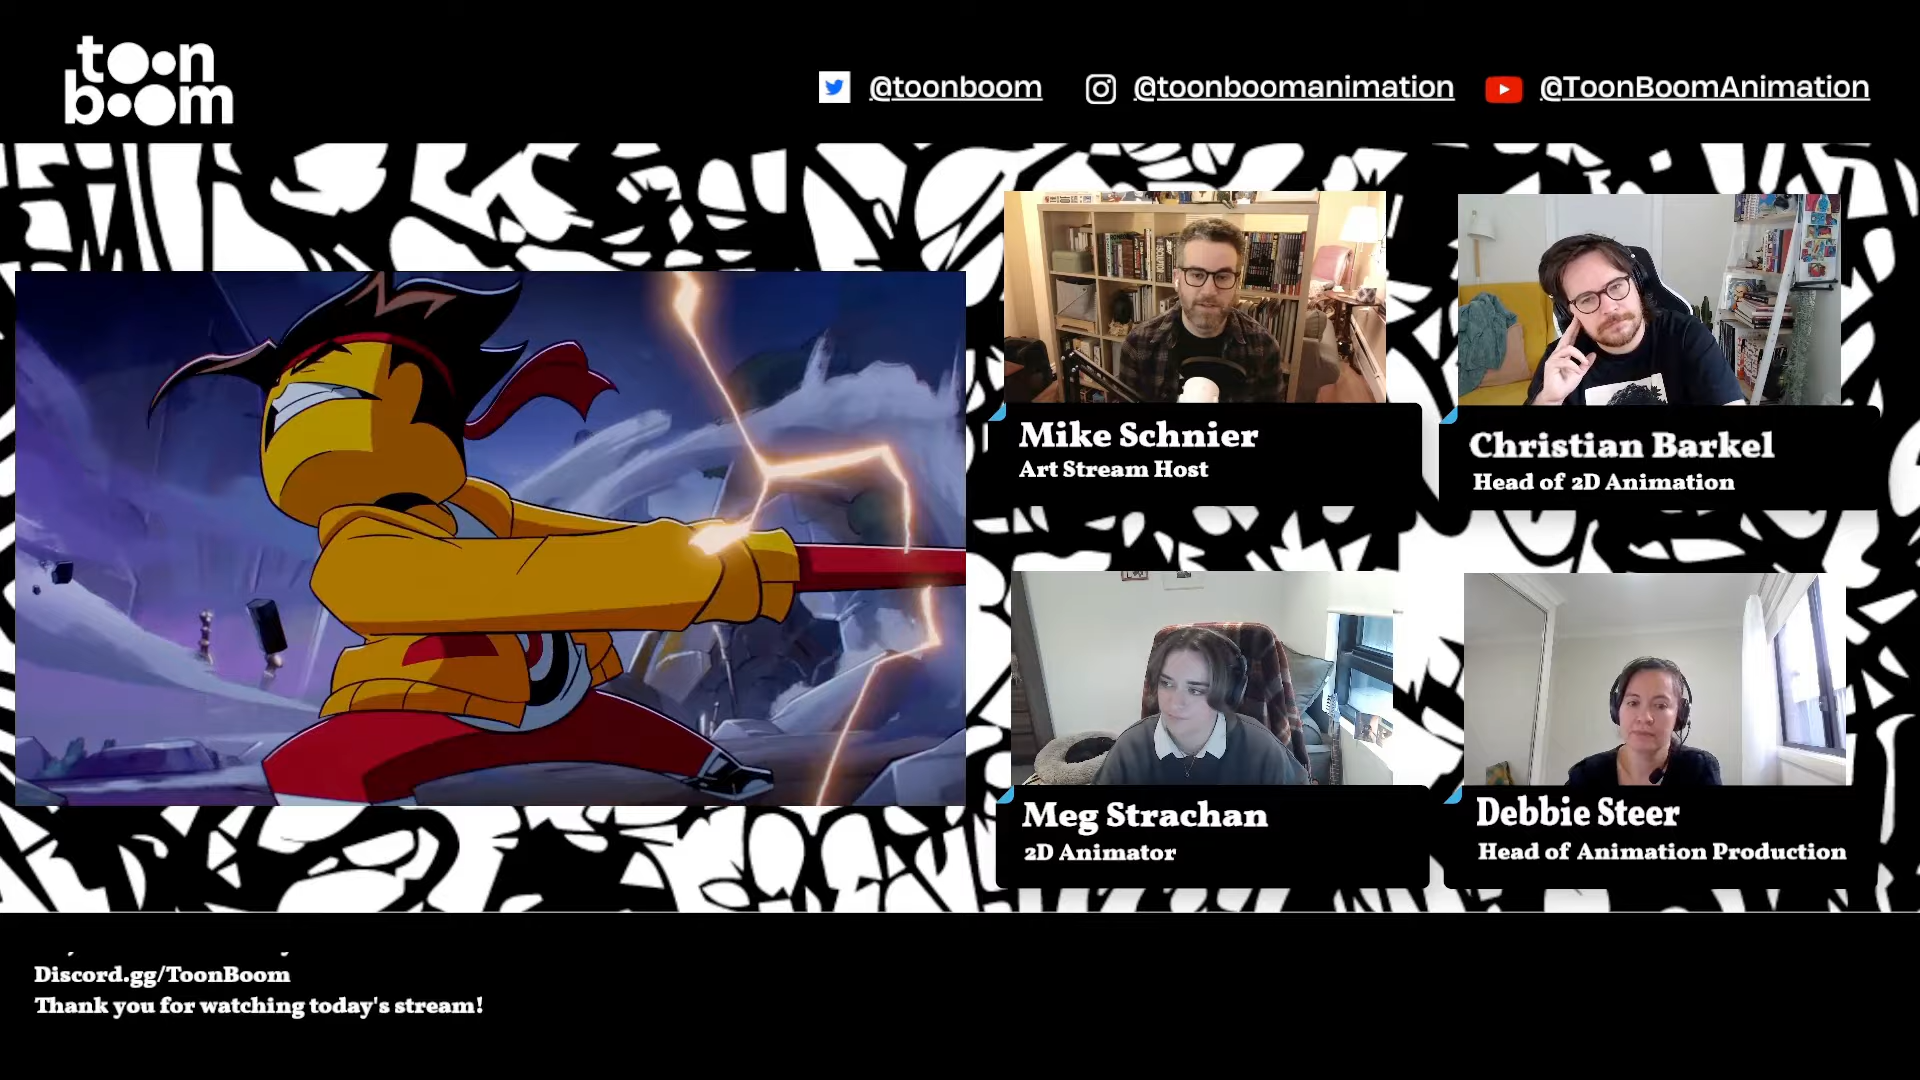 toon
boom
@toonboom
@toonboomanimation
@ToonBoomAnimation
Mike Schnier
Art Stream Host
Christian Barkel
Head of 2D Animation
Meg Strachan
2D Animator
Debbie Steer
Head of Animation Production
Discord.gg/ToonBoom
Thank you for watching today's stream!